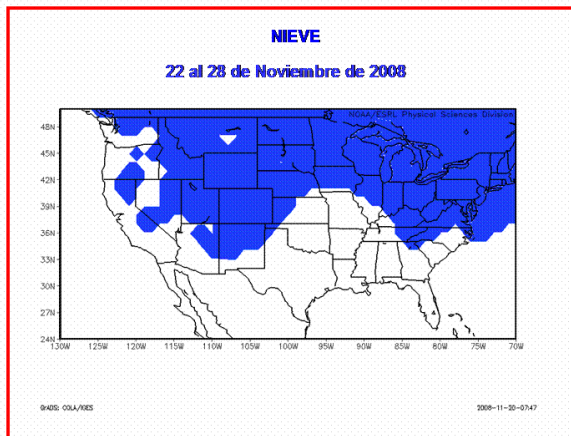 NIEVE
22 al 28 de Noviembre de 2008
NOAA/ESRL Physical Sciences Division
48N
45N
42N
39N
36N
33N
30N
27N
24N
130W 125W 120W 115W 110W 105W 100W 95W 90W 85W 80W 75W 70W
GrADS: COLA/IGES 2008-11-20-07:47